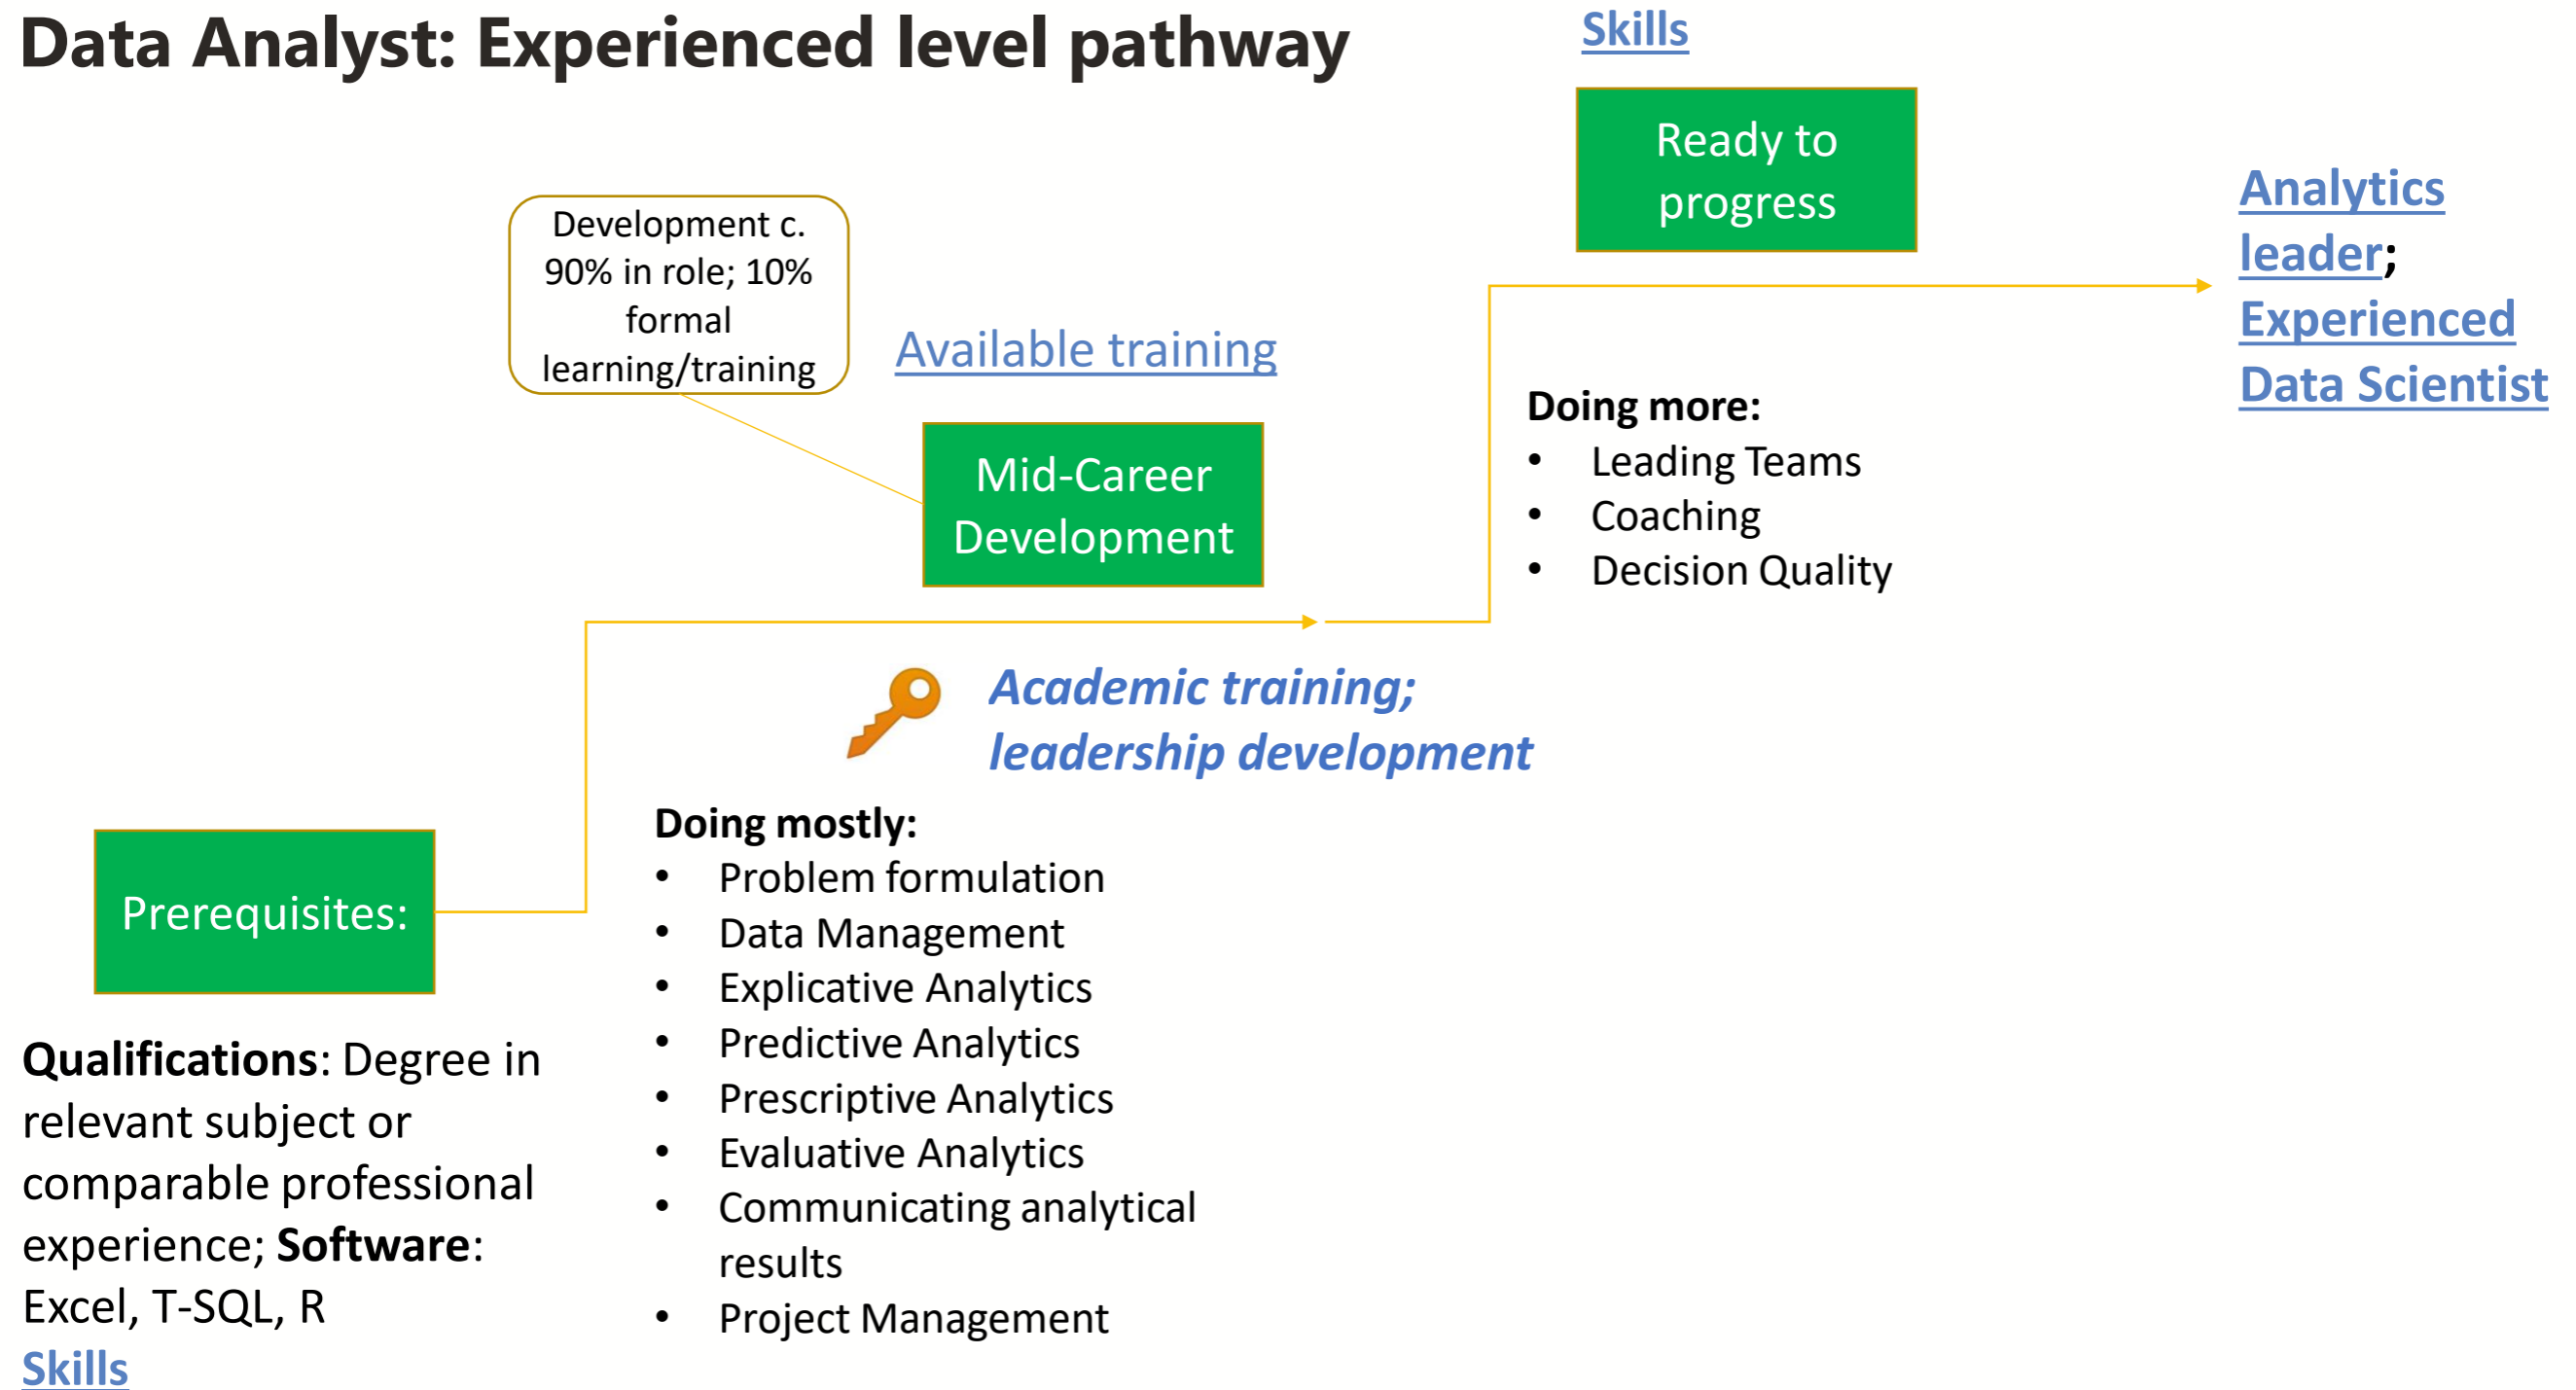 Data Analyst: Experienced level pathway
Skills
Ready to
progress
Analytics
leader;
Experienced
Data Scientist
Development c.
90% in role; 10%
formal
learning/training
Available training
Mid-Career
Development
Doing more:
• Leading Teams
• Coaching
• Decision Quality
Academic training;
leadership development
Prerequisites:
Qualifications: Degree in
relevant subject or
comparable professional
experience; Software:
Excel, T-SQL, R
Skills
Doing mostly:
• Problem formulation
• Data Management
• Explicative Analytics
• Predictive Analytics
• Prescriptive Analytics
• Evaluative Analytics
• Communicating analytical
results
• Project Management